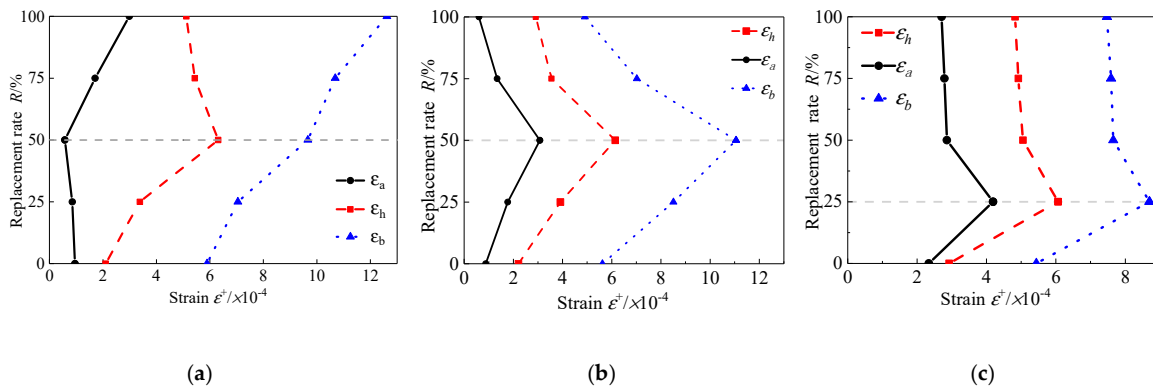 100
75
50
25
0
Replacement rate R/%
0 2 4 6 8 10 12
Strain ε⁺/×10⁻⁴
εa
εh
εb
(a)
100
75
50
25
0
Replacement rate R/%
0 2 4 6 8 10 12
Strain ε⁺/×10⁻⁴
εh
εa
εb
(b)
100
75
50
25
0
Replacement rate R/%
0 2 4 6 8
Strain ε⁺/×10⁻⁴
εh
εa
εb
(c)